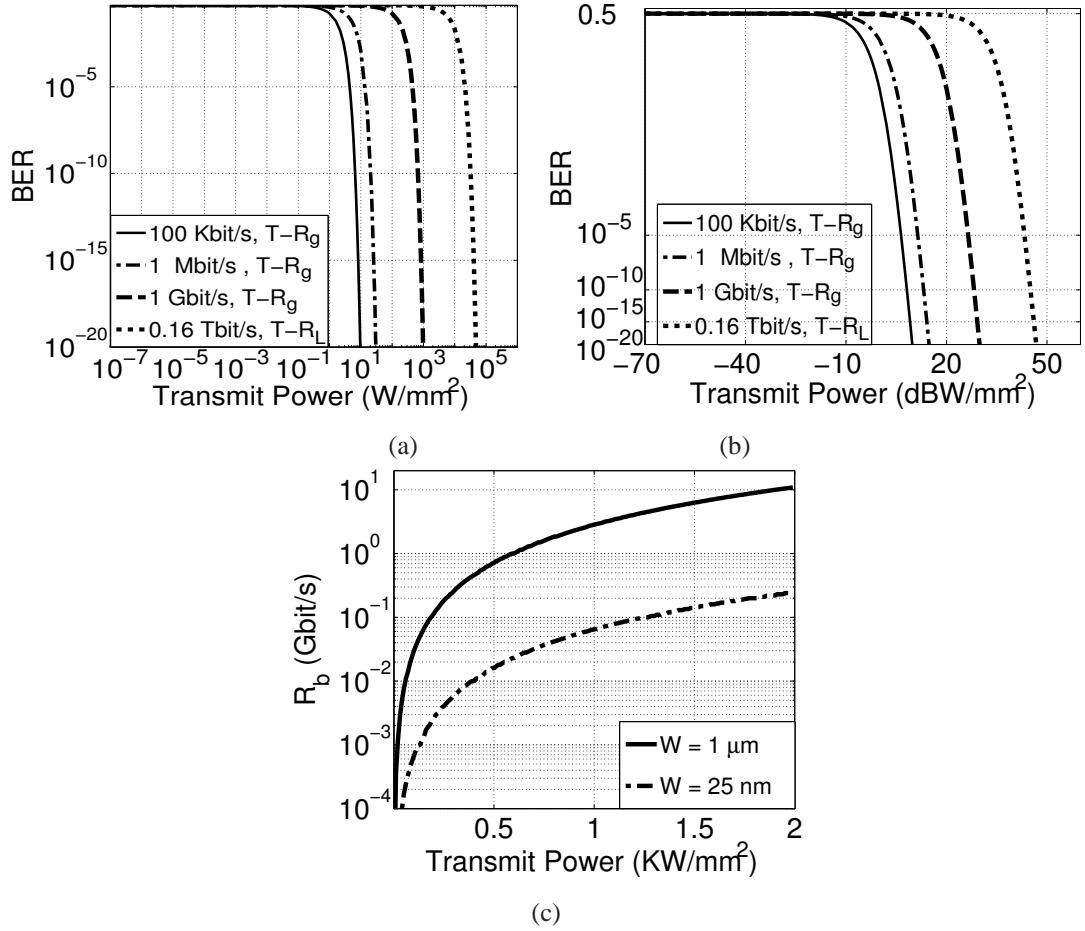 BER
10^−5
10^−10
10^−15
10^−20
100 Kbit/s, T−R_g
1 Mbit/s , T−R_g
1 Gbit/s, T−R_g
0.16 Tbit/s, T−R_L
10^−7 10^−5 10^−3 10^−1 10^1 10^3 10^5
Transmit Power (W/mm^2)
(a)
BER
0.5
10^−5
10^−10
10^−15
10^−20
100 Kbit/s, T−R_g
1 Mbit/s , T−R_g
1 Gbit/s, T−R_g
0.16 Tbit/s, T−R_L
−70 −40 −10 20 50
Transmit Power (dBW/mm^2)
(b)
R_b (Gbit/s)
10^1
10^0
10^−1
10^−2
10^−3
10^−4
W = 1 μm
W = 25 nm
0.5 1 1.5 2
Transmit Power (KW/mm^2)
(c)